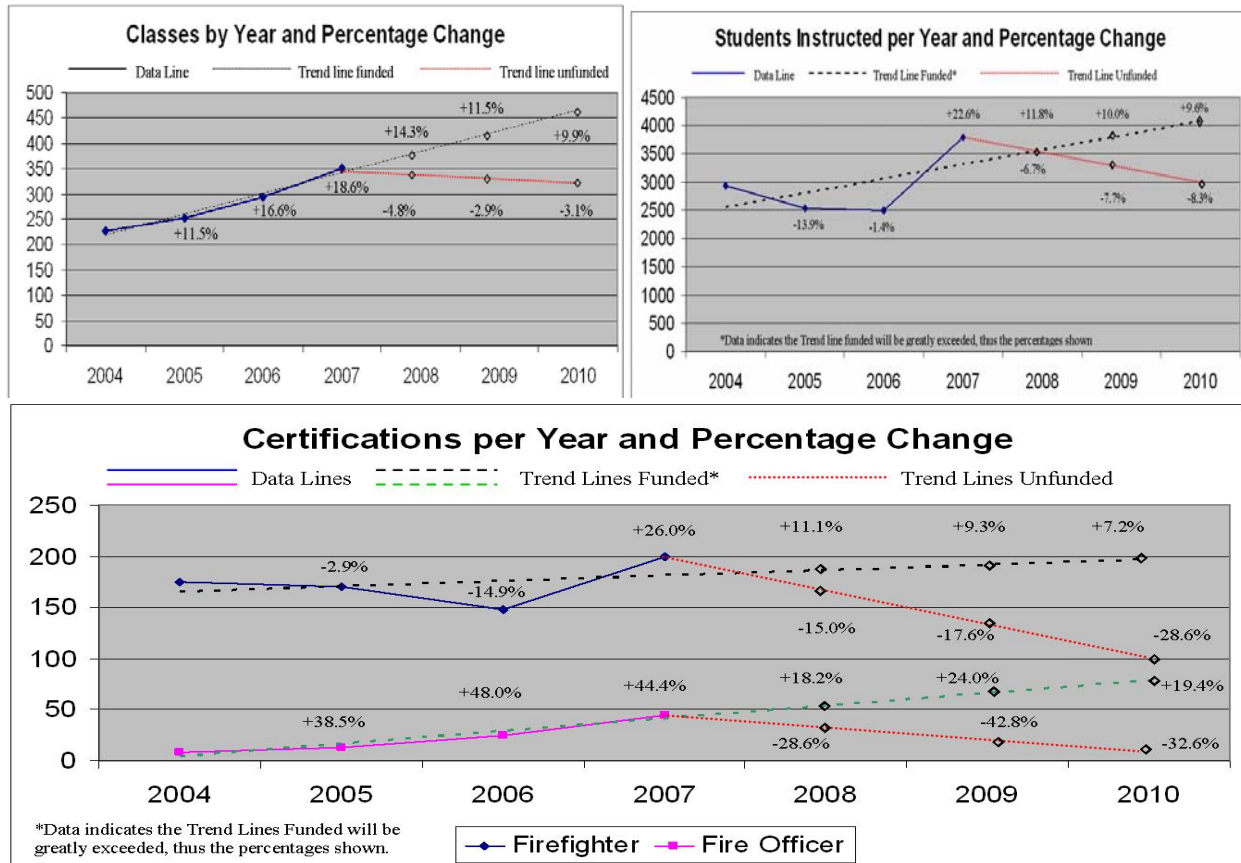 Classes by Year and Percentage Change
Data Line Trend line funded Trend line unfunded
500
450
400
350
300
250
200
150
100
50
0
+11.5%
+14.3%
+9.9%
+18.6%
+16.6%
-4.8%
-2.9%
-3.1%
+11.5%
2004 2005 2006 2007 2008 2009 2010
Students Instructed per Year and Percentage Change
Data Line Trend Line Funded* Trend Line Unfunded
4500
4000
3500
3000
2500
2000
1500
1000
500
0
+22.6% +11.8% +10.0% +9.6%
-6.7%
-7.7% -8.3%
-13.9% -1.4%
*Data indicates the Trend line funded will be greatly exceeded, thus the percentages shown
2004 2005 2006 2007 2008 2009 2010
Certifications per Year and Percentage Change
Data Lines Trend Lines Funded* Trend Lines Unfunded
250
200
150
100
50
0
+26.0% +11.1% +9.3% +7.2%
-2.9%
-14.9%
-15.0% -17.6% -28.6%
+48.0% +44.4% +18.2% +24.0% +19.4%
+38.5%
-28.6% -42.8% -32.6%
2004 2005 2006 2007 2008 2009 2010
*Data indicates the Trend Lines Funded will be
greatly exceeded, thus the percentages shown.
Firefighter Fire Officer